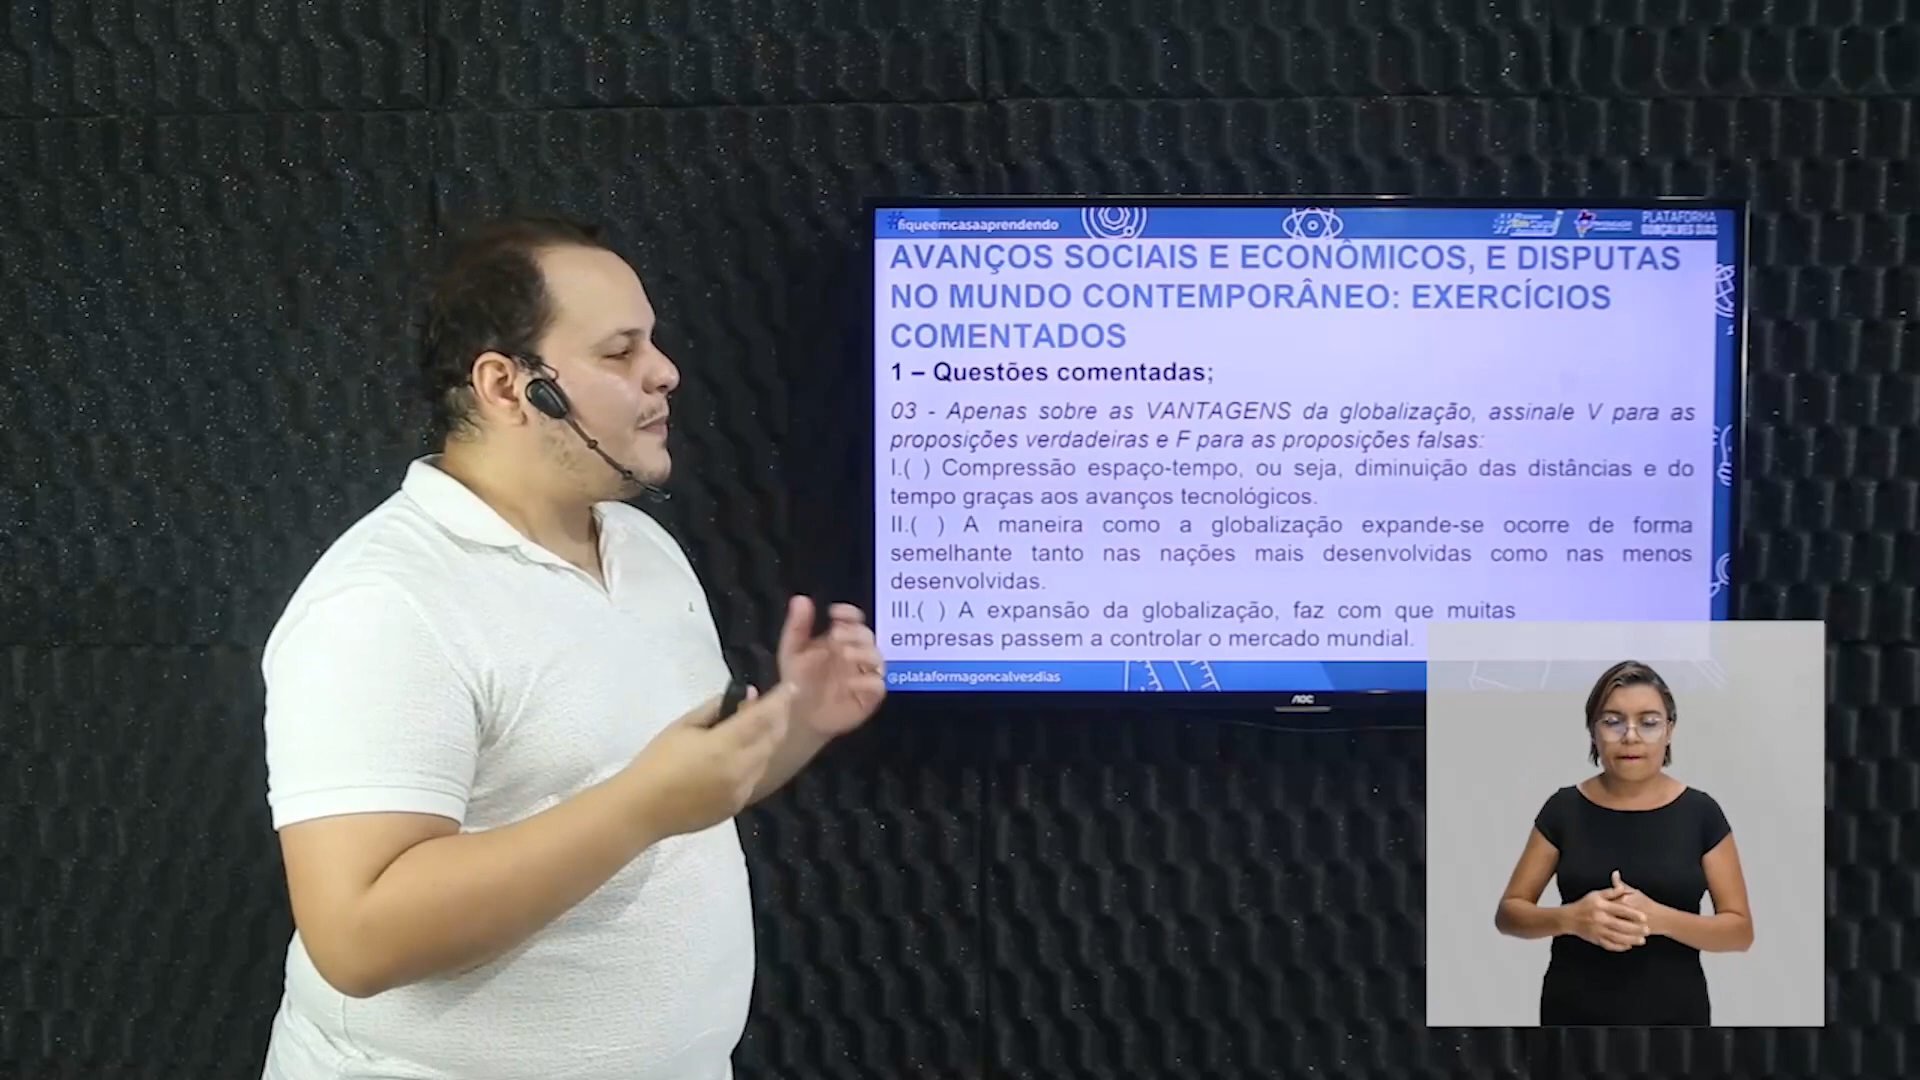 #fiqueemcasaaprendendo
PLATAFORMA
GONÇALVES DIAS
AVANÇOS SOCIAIS E ECONÔMICOS, E DISPUTAS
NO MUNDO CONTEMPORÂNEO: EXERCÍCIOS
COMENTADOS
1 – Questões comentadas;
03 - Apenas sobre as VANTAGENS da globalização, assinale V para as
proposições verdadeiras e F para as proposições falsas:
I.( ) Compressão espaço-tempo, ou seja, diminuição das distâncias e do
tempo graças aos avanços tecnológicos.
II.( ) A maneira como a globalização expande-se ocorre de forma
semelhante tanto nas nações mais desenvolvidas como nas menos
desenvolvidas.
III.( ) A expansão da globalização, faz com que muitas
empresas passem a controlar o mercado mundial.
@plataformagoncalvesdias
AOC